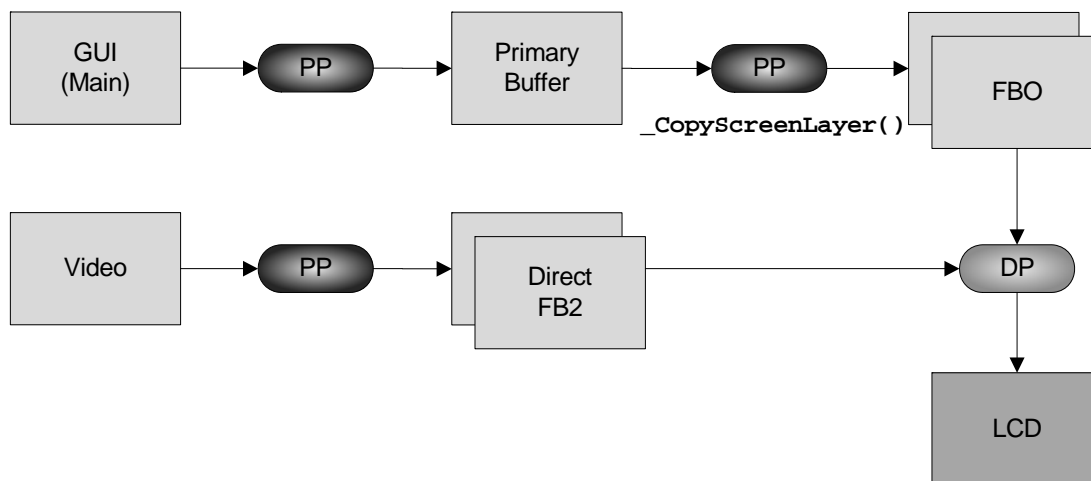 GUI
(Main)
PP
Primary
Buffer
PP
_CopyScreenLayer()
FBO
Video
PP
Direct
FB2
DP
LCD